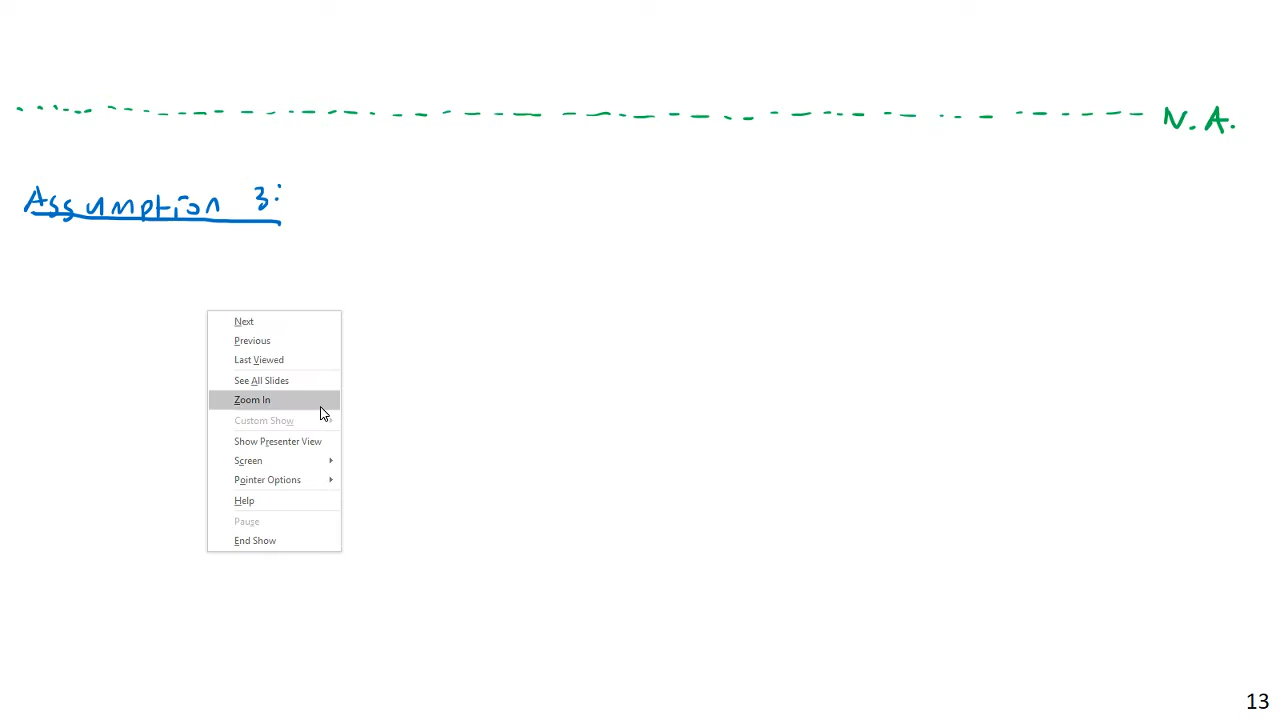 N.A.
Assumption 3:
Next
Previous
Last Viewed
See All Slides
Zoom In
Custom Show
Show Presenter View
Screen
Pointer Options
Help
Pause
End Show
13